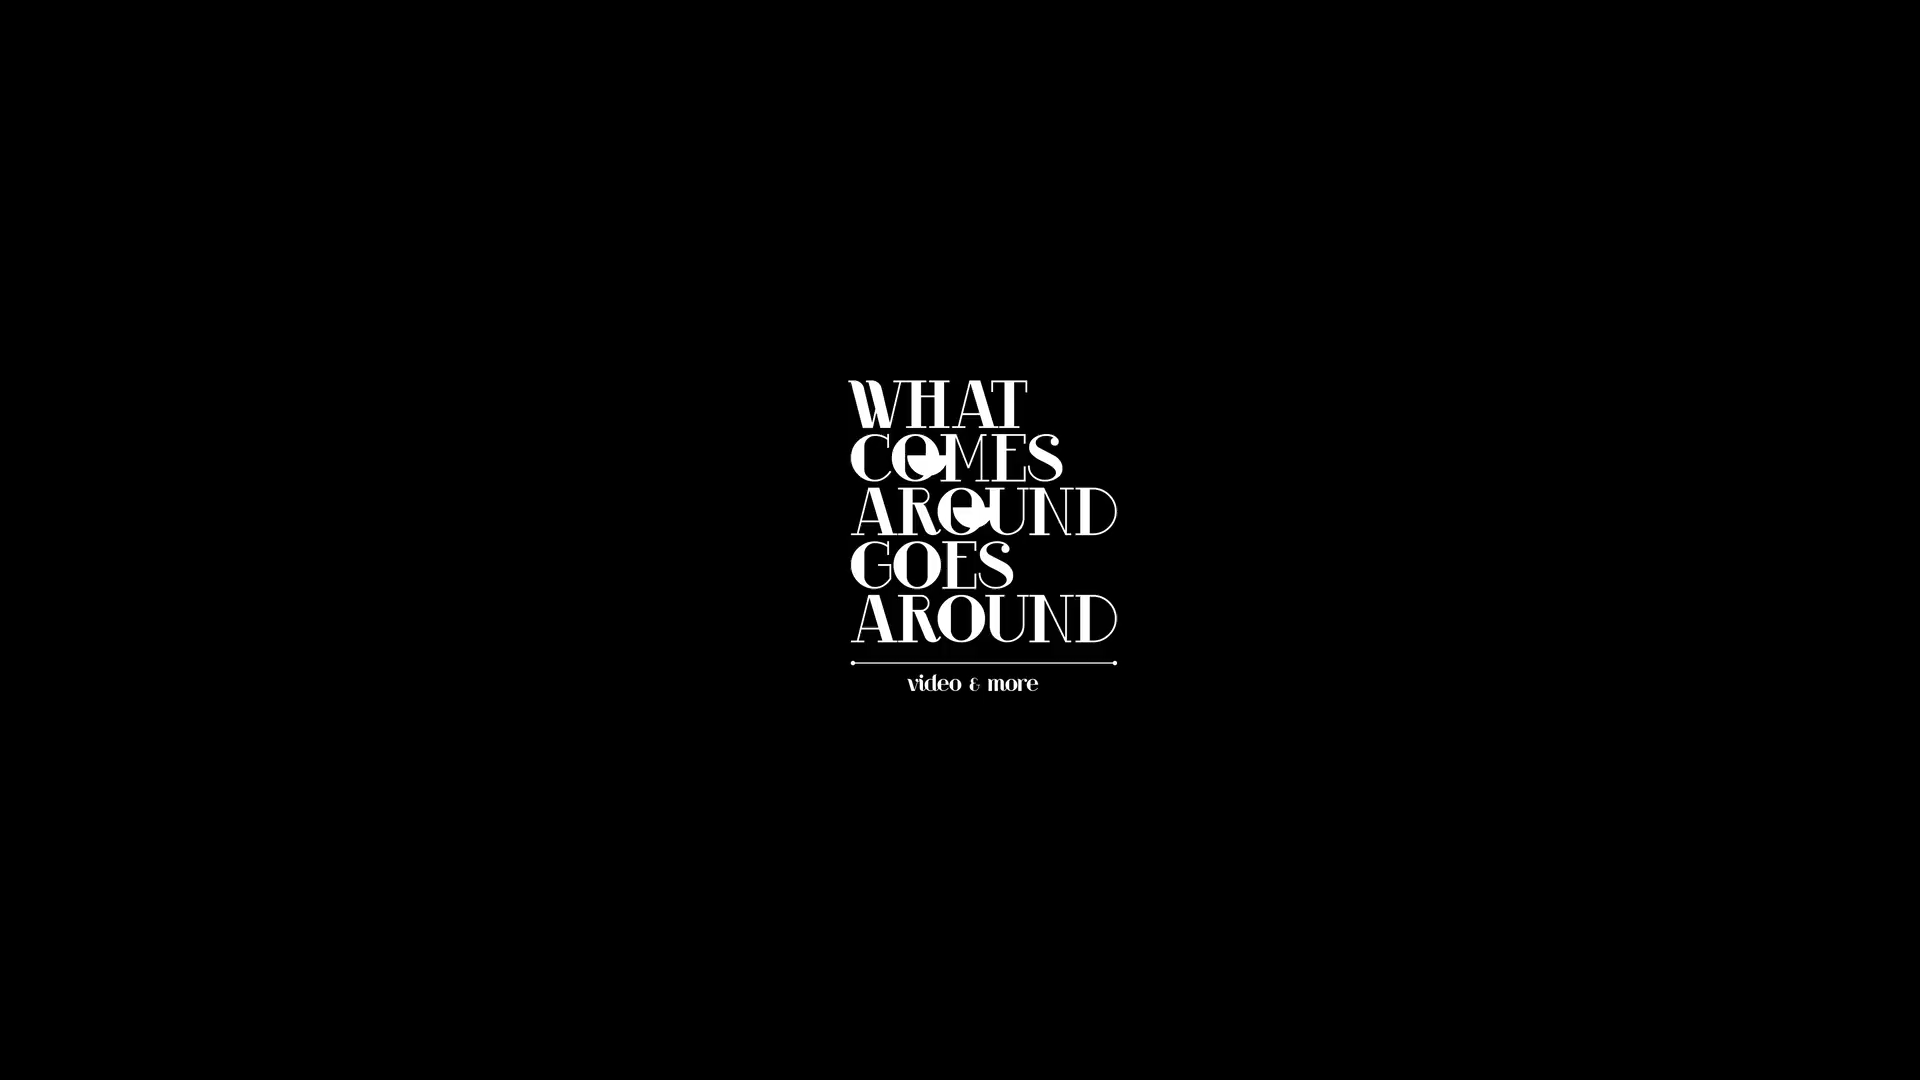 WHAT
COMES
AROUND
GOES
AROUND
video & more